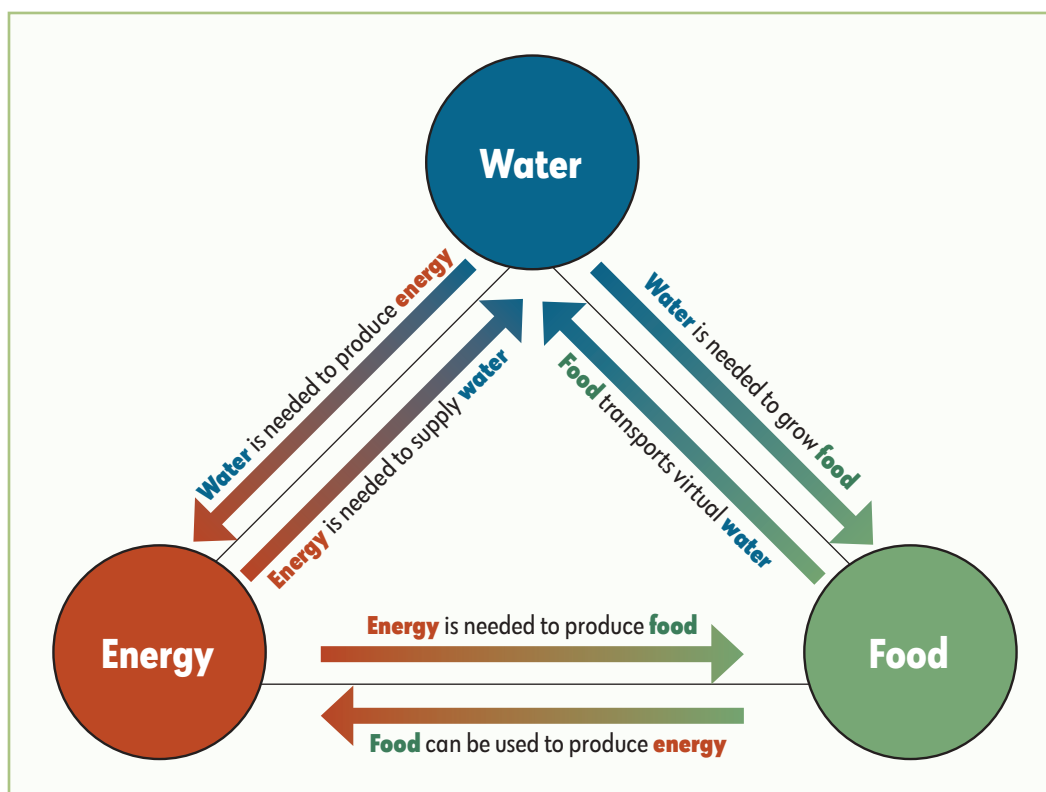 Water
Water is needed to produce energy
Energy is needed to supply water
Water is needed to grow food
Food transports virtual water
Energy
Energy is needed to produce food
Food can be used to produce energy
Food